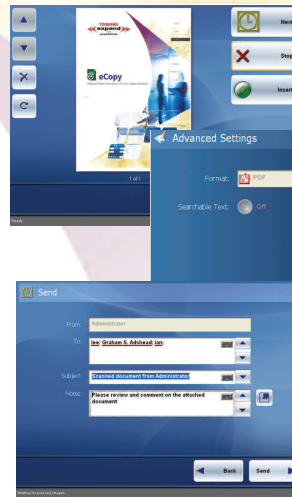 TOSHIBA
expand
Next
Stop
Insert
eCopy
1 of 1
Ready
Advanced Settings
Format:
PDF
Searchable Text:
Off
Send
From:
Administrator
To:
lee; Graham S. Adshead; ian;
Subject:
Scanned document from Administrator
Notes:
Please review and comment on the attached
document
Back
Send